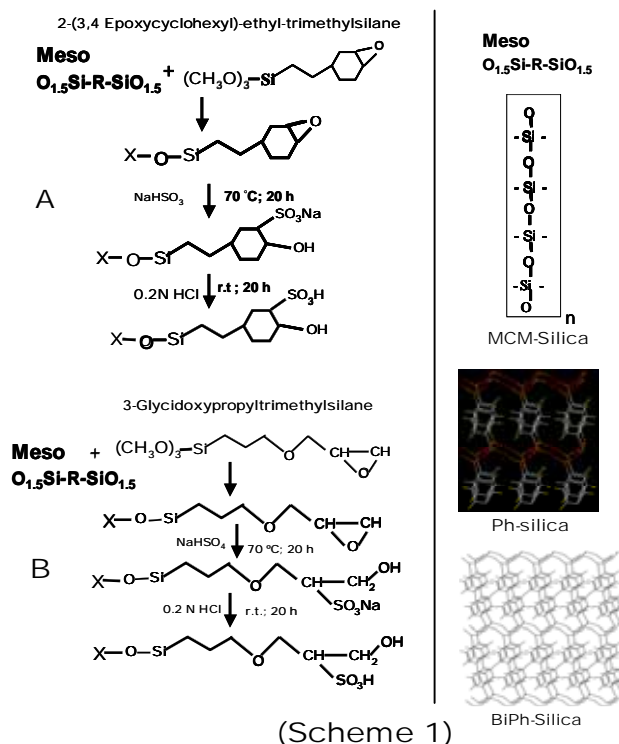 2-(3,4 Epoxycyclohexyl)-ethyl-trimethylsilane
Meso
O1.5Si-R-SiO1.5 + (CH3O)3-Si O
X-O-Si O
A
NaHSO3 70 °C; 20 h
SO3Na
X-O-Si OH
0.2N HCl r.t ; 20 h
SO3H
X-O-Si OH
3-Glycidoxypropyltrimethylsilane
Meso + (CH3O)3-Si O CH O
O1.5Si-R-SiO1.5
X-O-Si O CH-CH O
NaHSO4 70 °C; 20 h
B
X-O-Si O CH-CH2 OH
SO3Na
0.2 N HCl r.t.; 20 h
X-O-Si O CH-CH2 OH
SO3H
Meso
O1.5Si-R-SiO1.5
O
-Si-
O
-Si-
O
-Si-
O
-Si-
O
n
MCM-Silica
Ph-silica
BiPh-Silica
(Scheme 1)